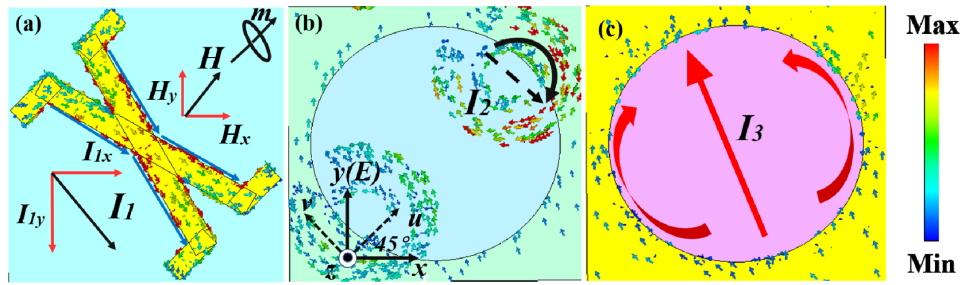 (a)
m
H
Hy
Hx
I1x
I1y
I1
(b)
I2
y(E)
v
u
45°
z
x
(c)
I3
Max
Min